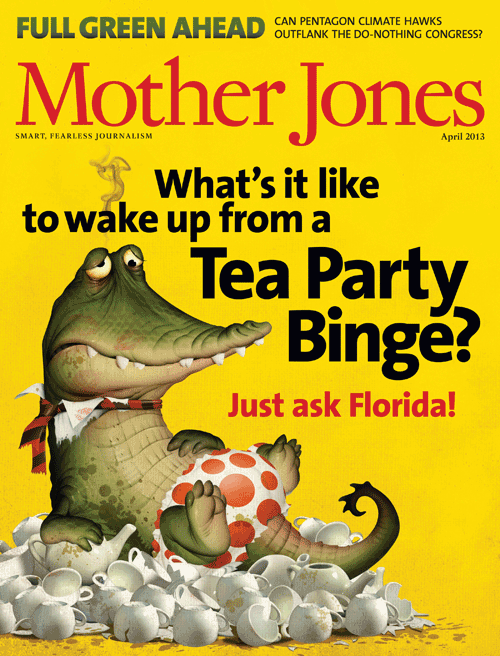 FULL GREEN AHEAD
CAN PENTAGON CLIMATE HAWKS
OUTFLANK THE DO-NOTHING CONGRESS?
Mother Jones
SMART, FEARLESS JOURNALISM
April 2013
What's it like
to wake up from a
Tea Party
Binge?
Just ask Florida!